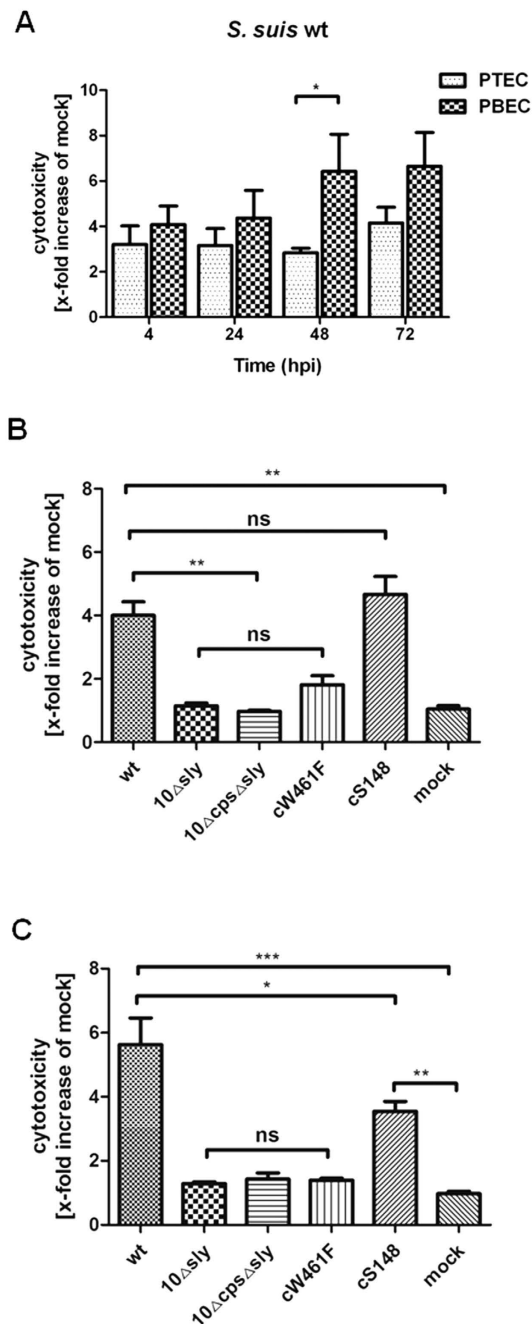 A
S. suis wt
PTEC
PBEC
cytotoxicity
[x-fold increase of mock]
10
8
6
4
2
0
*
4 24 48 72
Time (hpi)
B
cytotoxicity
[x-fold increase of mock]
8
6
4
2
0
**
ns
**
ns
wt 10△sly 10△cps△sly cW461F cS148 mock
C
cytotoxicity
[x-fold increase of mock]
8
6
4
2
0
***
*
**
ns
wt 10△sly 10△cps△sly cW461F cS148 mock